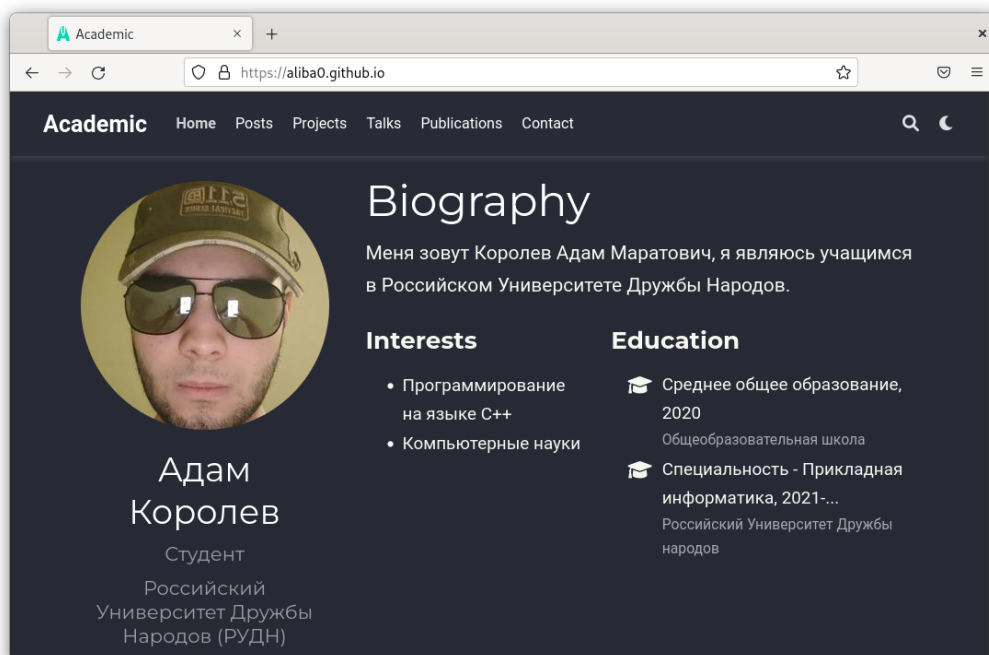 Academic
https://aliba0.github.io
Academic Home Posts Projects Talks Publications Contact
5.11
Biography
Меня зовут Королев Адам Маратович, я являюсь учащимся
в Российском Университете Дружбы Народов.
Interests
Программирование
на языке C++
Компьютерные науки
Education
Среднее общее образование,
2020
Общеобразовательная школа
Специальность - Прикладная
информатика, 2021-...
Российский Университет Дружбы
народов
Адам
Королев
Студент
Российский
Университет Дружбы
Народов (РУДН)